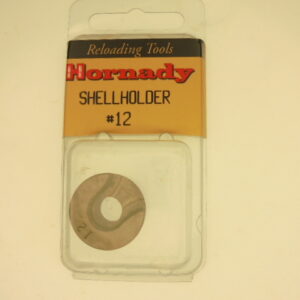 Reloading Tools
Hornady
SHELLHOLDER
#12
12